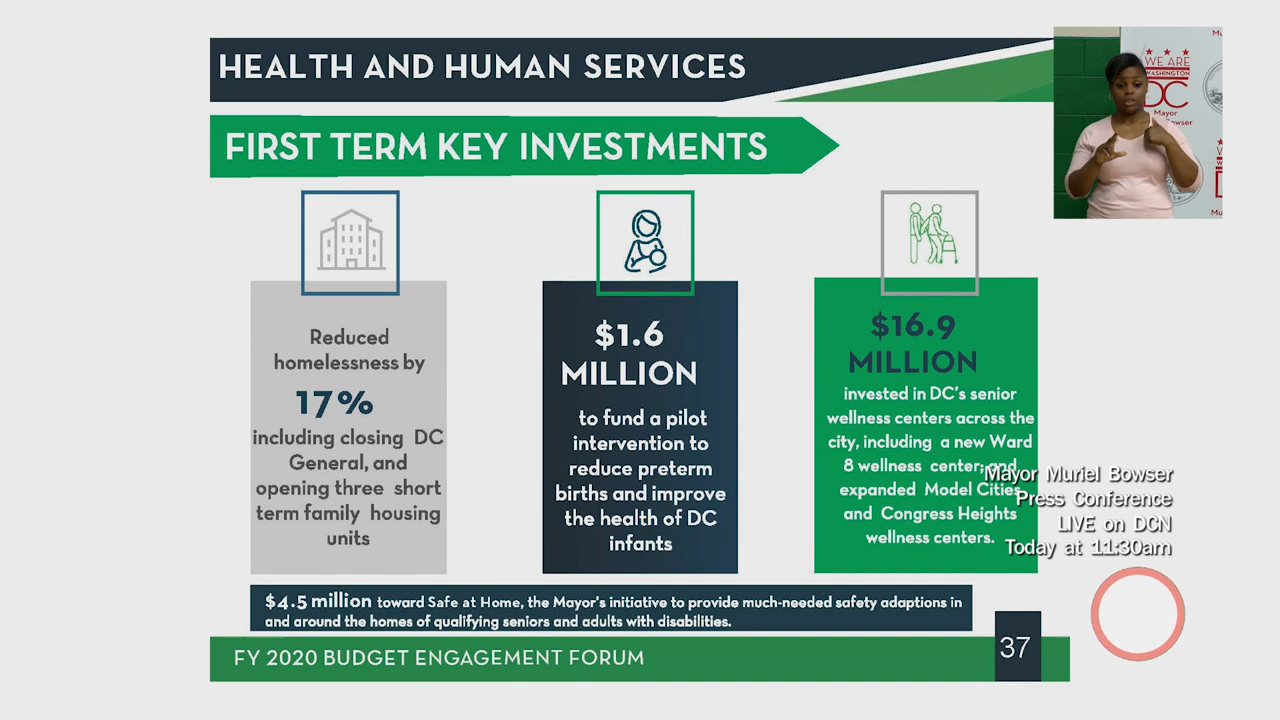 HEALTH AND HUMAN SERVICES
FIRST TERM KEY INVESTMENTS
Reduced
homelessness by
17%
including closing DC
General, and
opening three short
term family housing
units
$1.6
MILLION
to fund a pilot
intervention to
reduce preterm
births and improve
the health of DC
infants
$16.9
MILLION
invested in DC's senior
wellness centers across the
city, including a new Ward
8 wellness center; and
expanded Model Cities
and Congress Heights
wellness centers.
$4.5 million toward Safe at Home, the Mayor's initiative to provide much-needed safety adaptions in
and around the homes of qualifying seniors and adults with disabilities.
FY 2020 BUDGET ENGAGEMENT FORUM
37
WE ARE
WASHINGTON
DC
Mayor
Bowser
Mu
Mu
Mayor Muriel Bowser
Press Conference
LIVE on DCN
Today at 11:30am